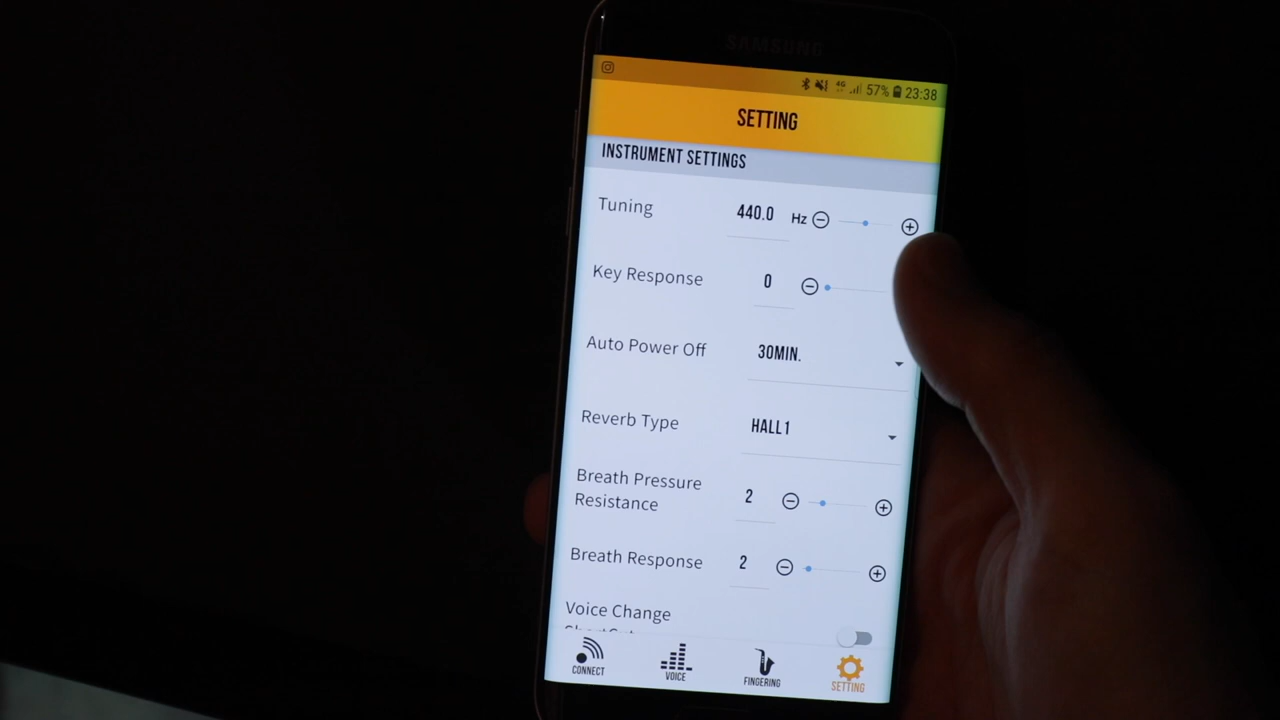 SAMSUNG
4G 57% 23:38
SETTING
INSTRUMENT SETTINGS
Tuning 440.0 Hz
Key Response 0
Auto Power Off 30MIN.
Reverb Type HALL1
Breath Pressure
Resistance 2
Breath Response 2
Voice Change
CONNECT VOICE FINGERING SETTING